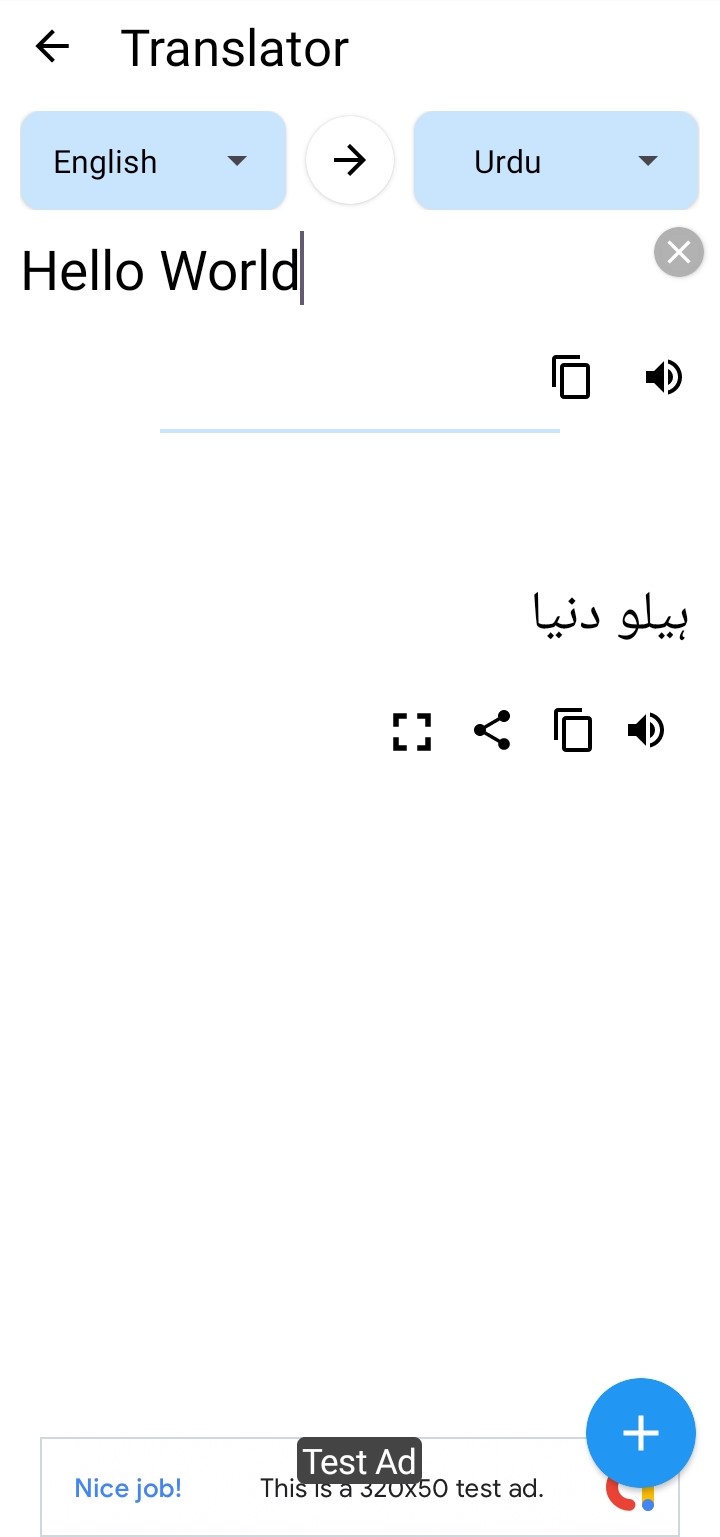 Translator
English
Urdu
Hello World
ہیلو دنیا
Test Ad
Nice job!
This is a 320x50 test ad.